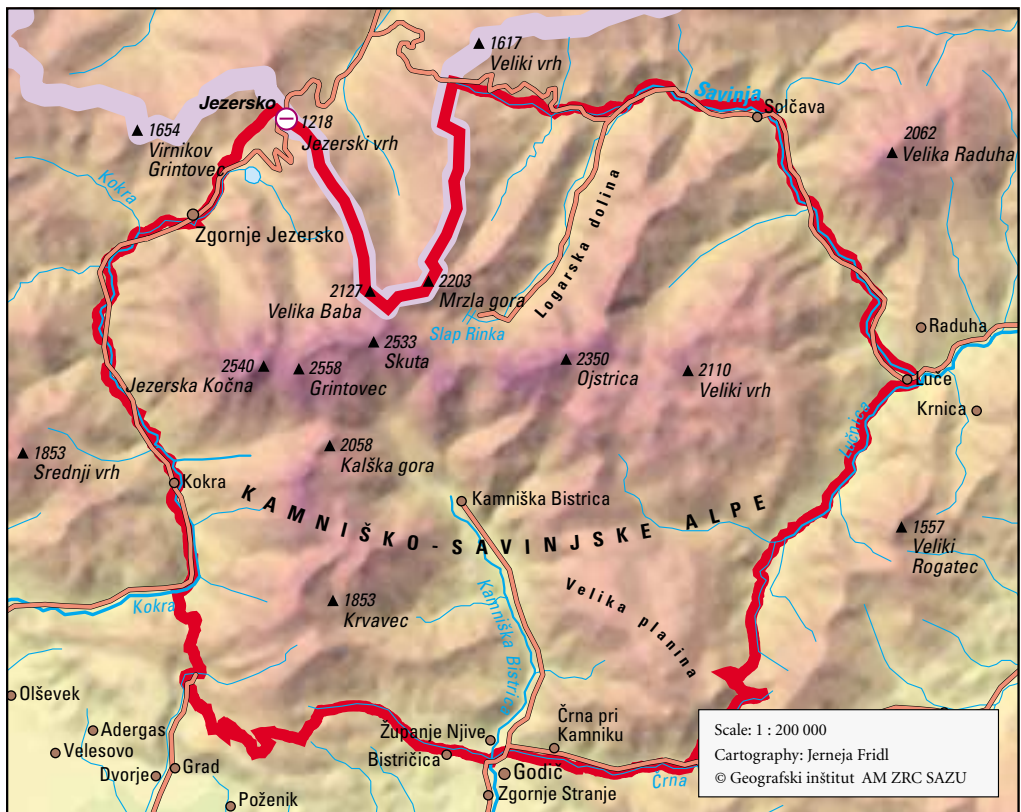 1617
Veliki vrh
Savinja
Solčava
Jezersko
1218
Jezerski vrh
1654
Virnikov
Grintovec
2062
Velika Raduha
Kokra
Zgornje Jezersko
Logarska dolina
2127
Velika Baba
2203
Mrzla gora
Slap Rinka
Raduha
2533
Skuta
2540
Jezerska Kočna
2558
Grintovec
2350
Ojstrica
2110
Veliki vrh
Luče
Krnica
Lučnica
2058
Kalška gora
1853
Srednji vrh
Kokra
Kamniška Bistrica
KAMNIŠKO-SAVINJSKE ALPE
1557
Veliki
Rogatec
Kokra
1853
Krvavec
Kamniška Bistrica
Velika planina
Olševek
Adergas
Velesovo
Dvorje
Grad
Poženik
Županje Njive
Bistričica
Črna pri
Kamniku
Godič
Zgornje Stranje
Črna
Scale: 1 : 200 000
Cartography: Jerneja Fridl
© Geografski inštitut AM ZRC SAZU